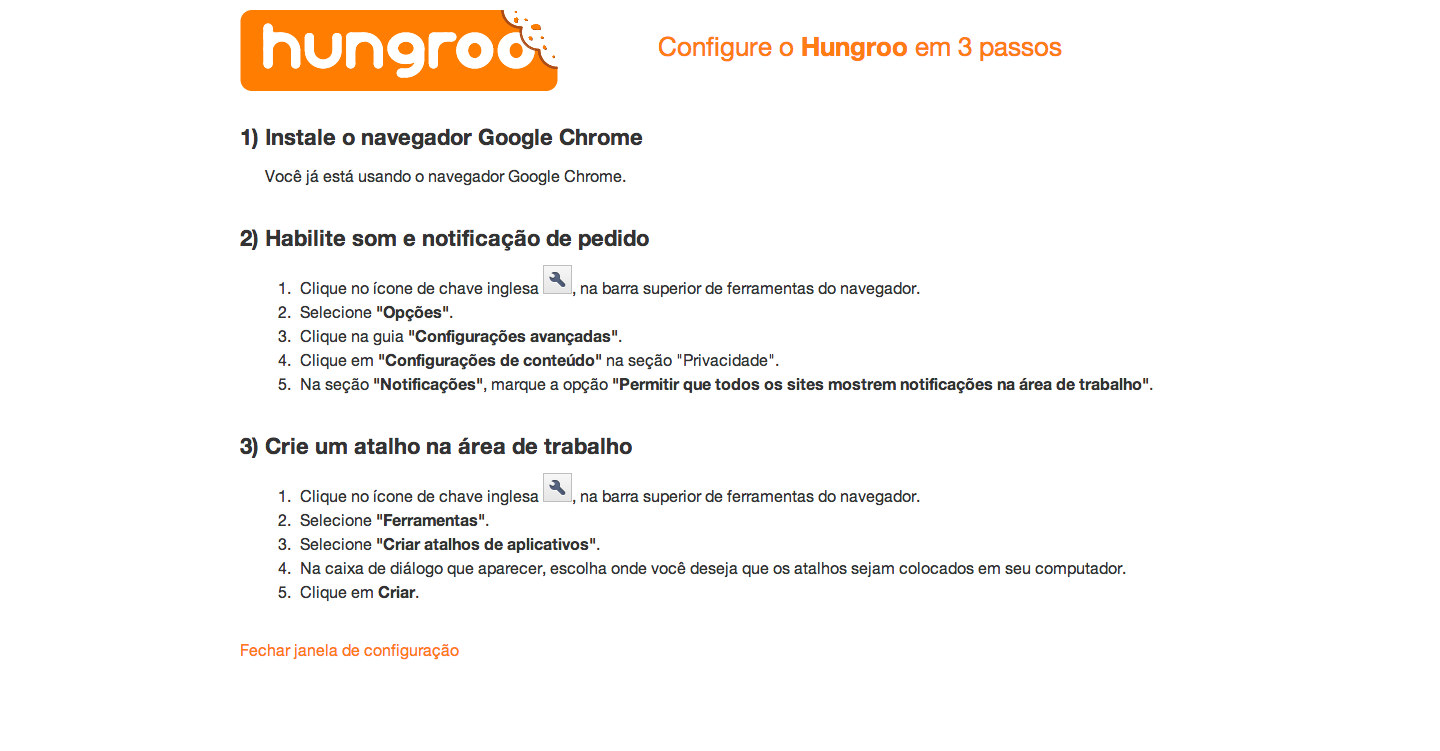 hungroo
Configure o Hungroo em 3 passos
1) Instale o navegador Google Chrome
Você já está usando o navegador Google Chrome.
2) Habilite som e notificação de pedido
1. Clique no ícone de chave inglesa , na barra superior de ferramentas do navegador.
2. Selecione "Opções".
3. Clique na guia "Configurações avançadas".
4. Clique em "Configurações de conteúdo" na seção "Privacidade".
5. Na seção "Notificações", marque a opção "Permitir que todos os sites mostrem notificações na área de trabalho".
3) Crie um atalho na área de trabalho
1. Clique no ícone de chave inglesa , na barra superior de ferramentas do navegador.
2. Selecione "Ferramentas".
3. Selecione "Criar atalhos de aplicativos".
4. Na caixa de diálogo que aparecer, escolha onde você deseja que os atalhos sejam colocados em seu computador.
5. Clique em Criar.
Fechar janela de configuração